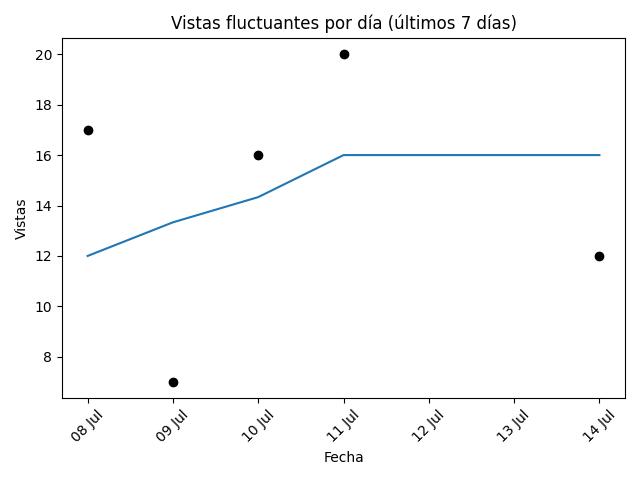 Vistas fluctuantes por día (últimos 7 días)
Vistas
20
18
16
14
12
10
8
08 Jul
09 Jul
10 Jul
11 Jul
12 Jul
13 Jul
14 Jul
Fecha